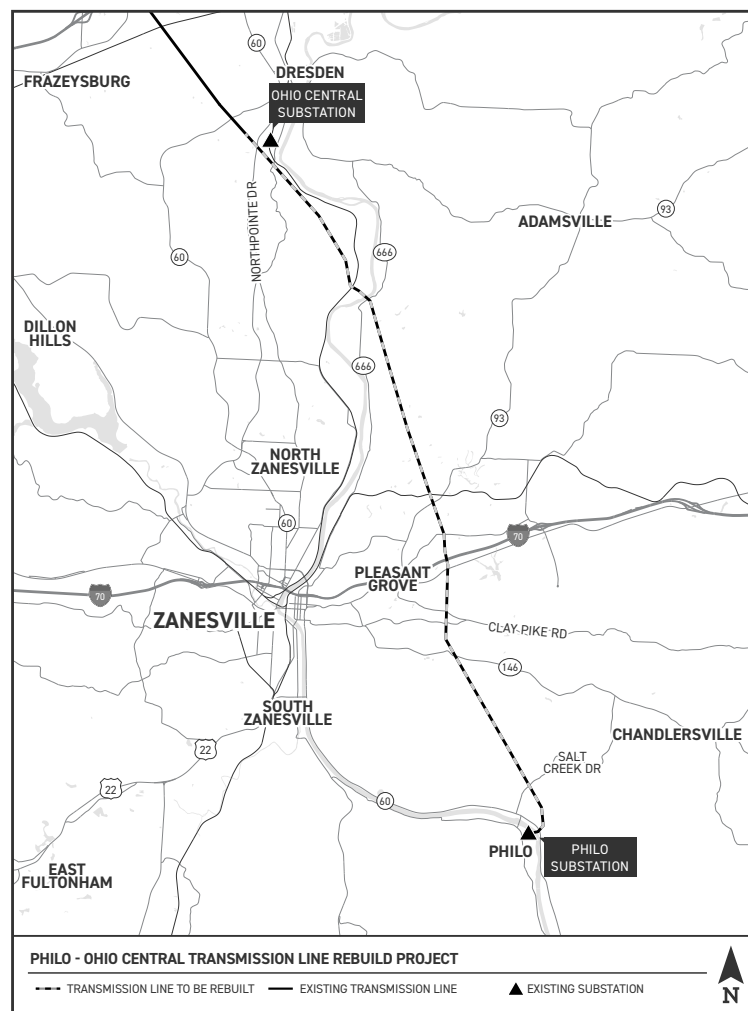 60
FRAZEYSBURG
DRESDEN
OHIO CENTRAL
SUBSTATION
NORTHPOINTE DR
93
ADAMSVILLE
60
666
DILLON
HILLS
666
93
NORTH
ZANESVILLE
60
70
PLEASANT
GROVE
70
ZANESVILLE
CLAY PIKE RD
146
SOUTH
ZANESVILLE
CHANDLERSVILLE
22
SALT
CREEK DR
22
60
PHILO
PHILO
SUBSTATION
EAST
FULTONHAM
PHILO - OHIO CENTRAL TRANSMISSION LINE REBUILD PROJECT
TRANSMISSION LINE TO BE REBUILT
EXISTING TRANSMISSION LINE
EXISTING SUBSTATION
N